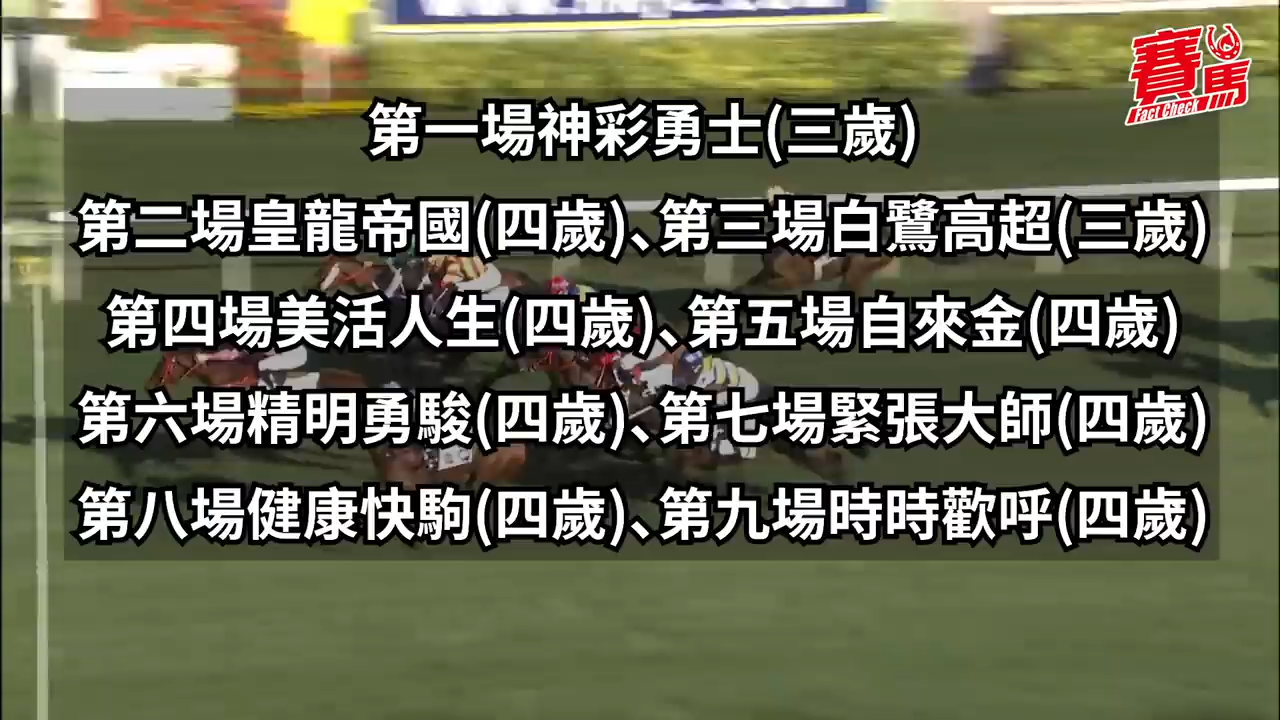 賽馬
Fact Check
第一場神彩勇士(三歲)
第二場皇龍帝國(四歲)、第三場白鷺高超(三歲)
第四場美活人生(四歲)、第五場自來金(四歲)
第六場精明勇駿(四歲)、第七場緊張大師(四歲)
第八場健康快駒(四歲)、第九場時時歡呼(四歲)